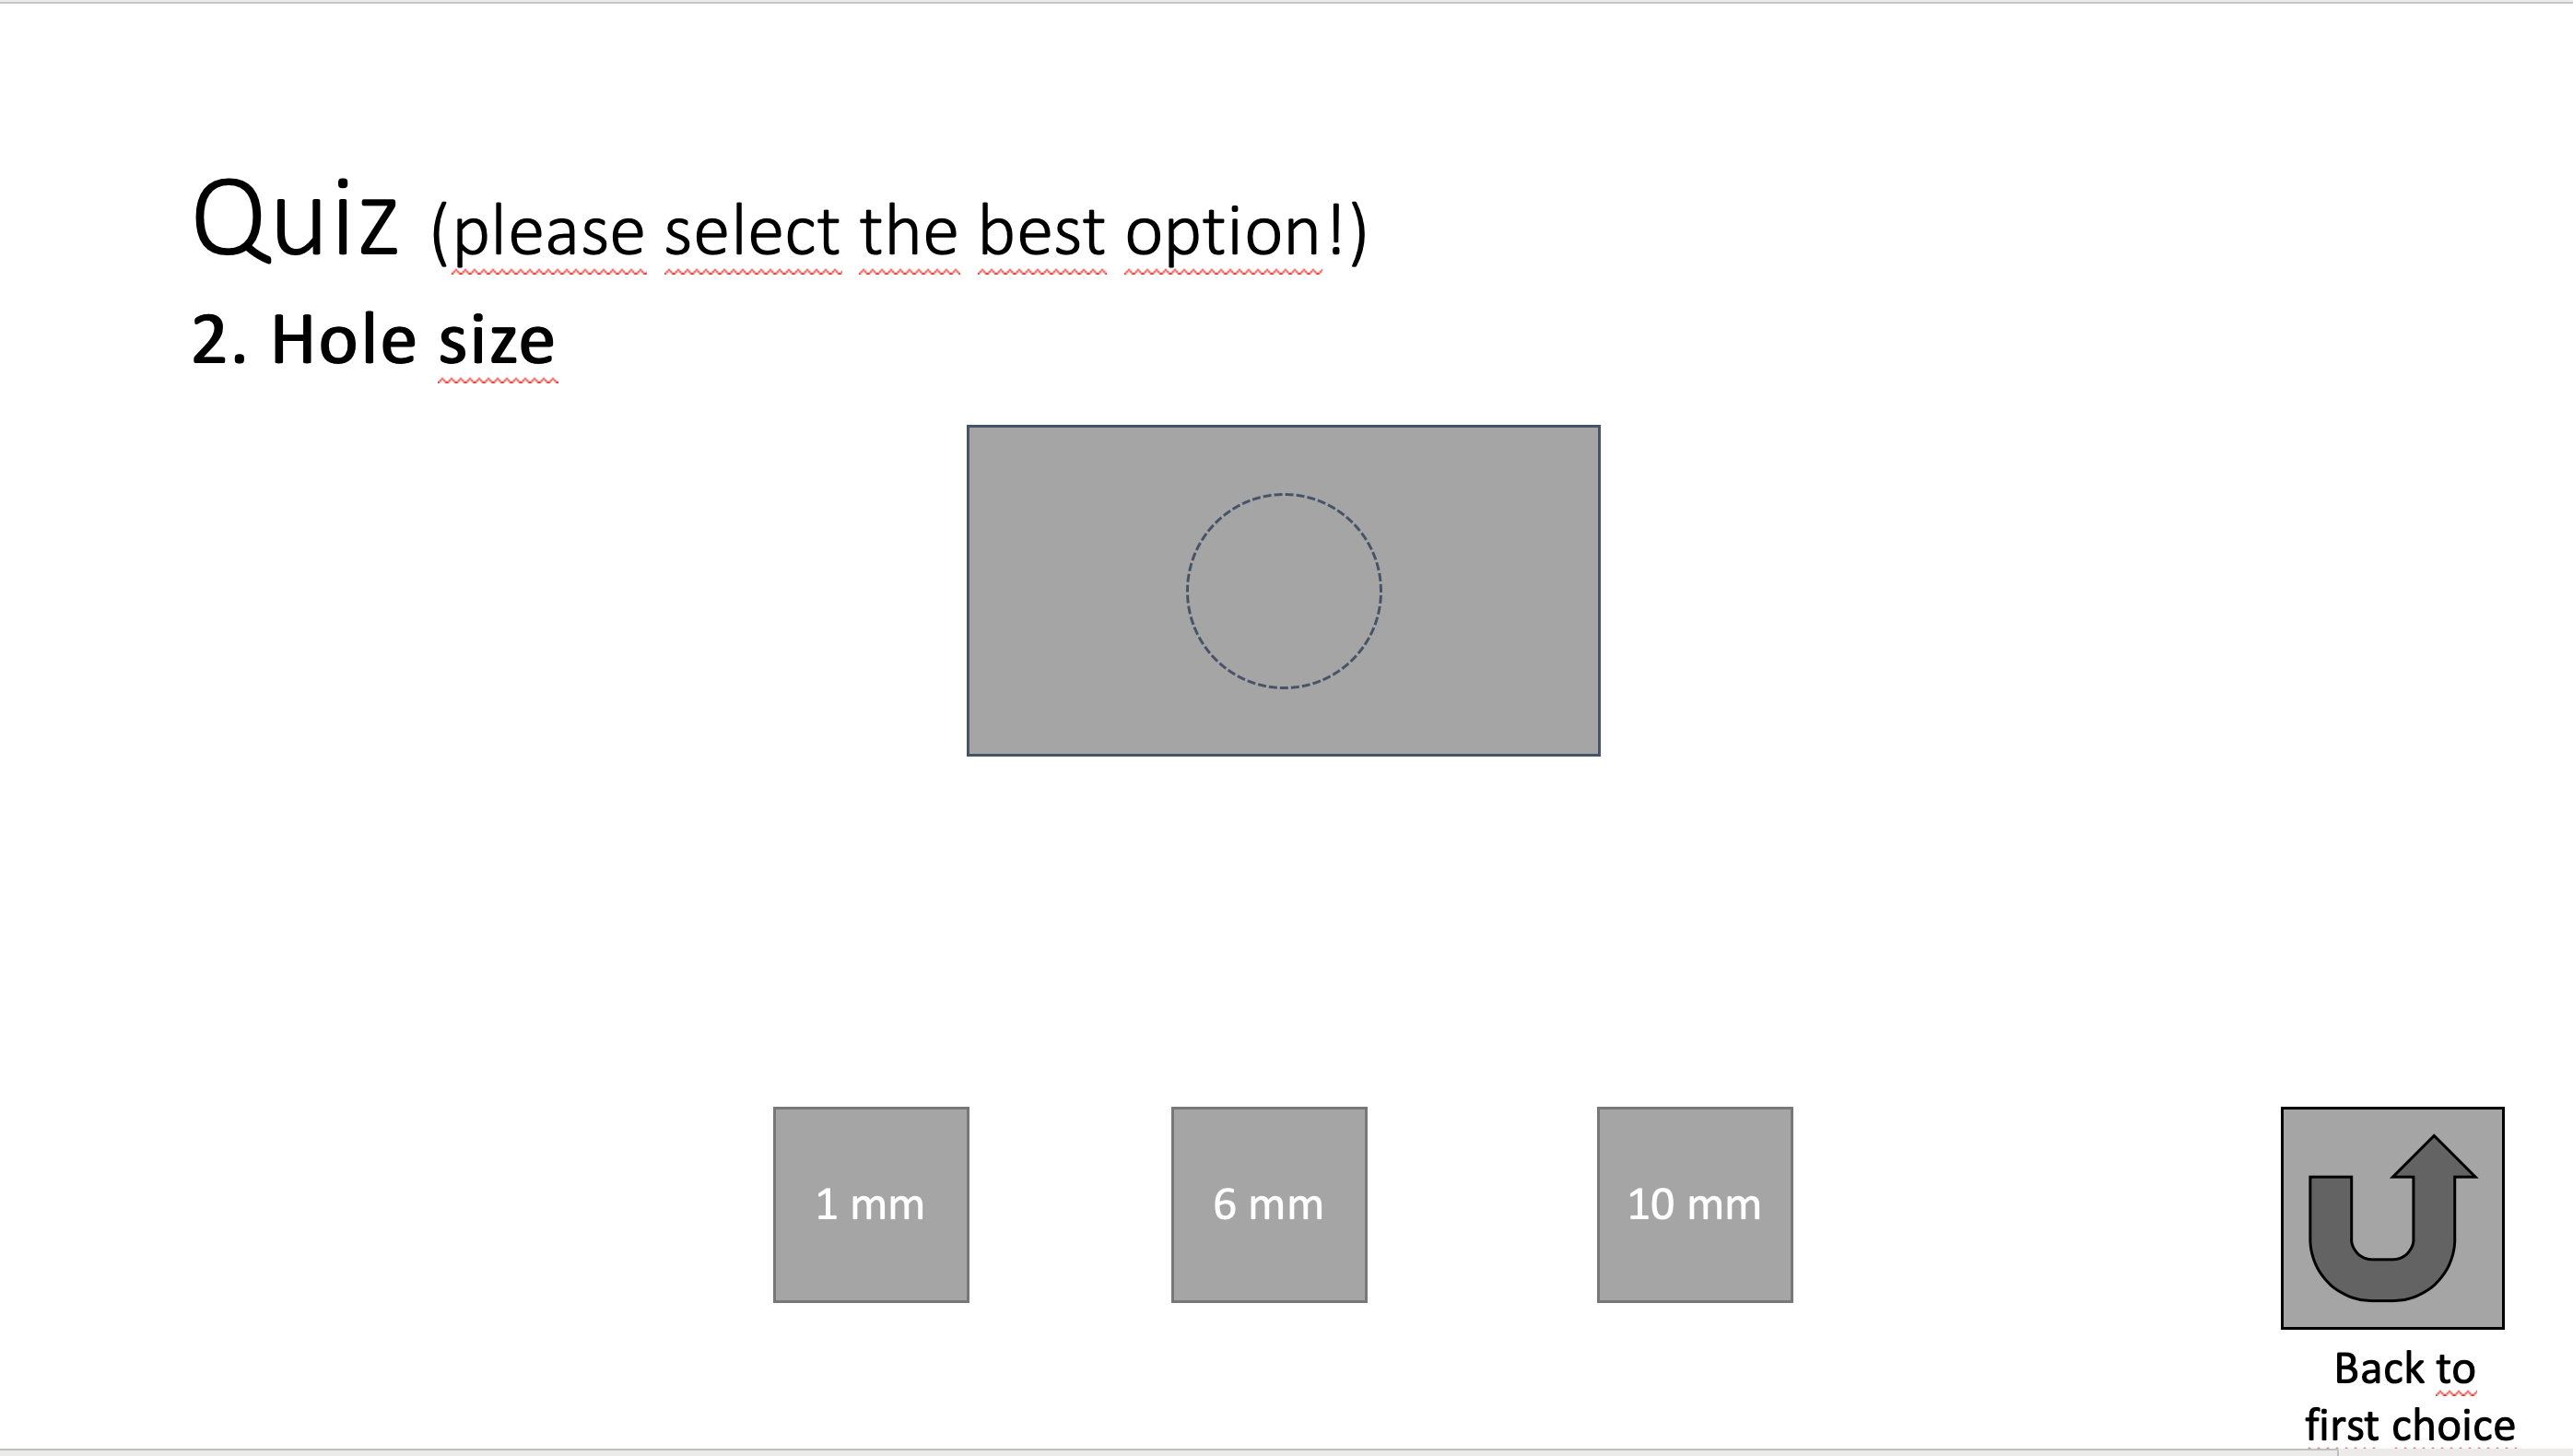 Quiz (please select the best option!)
2. Hole size
1 mm
6 mm
10 mm
Back to
first choice